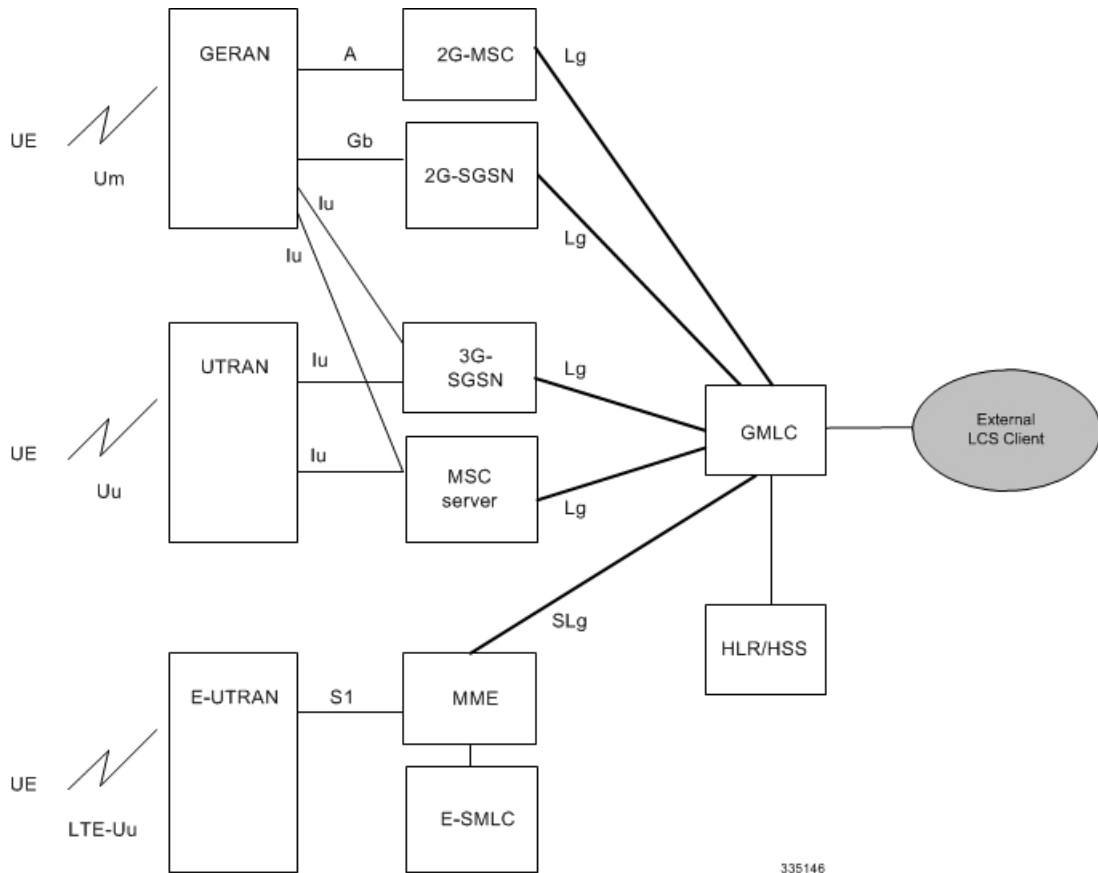 GERAN
A
2G-MSC
Lg
UE
Um
Gb
2G-SGSN
Iu
Iu
Lg
UTRAN
Iu
3G-
SGSN
Lg
UE
Uu
Iu
MSC
server
Lg
GMLC
External
LCS Client
SLg
HLR/HSS
E-UTRAN
S1
MME
UE
LTE-Uu
E-SMLC
335146